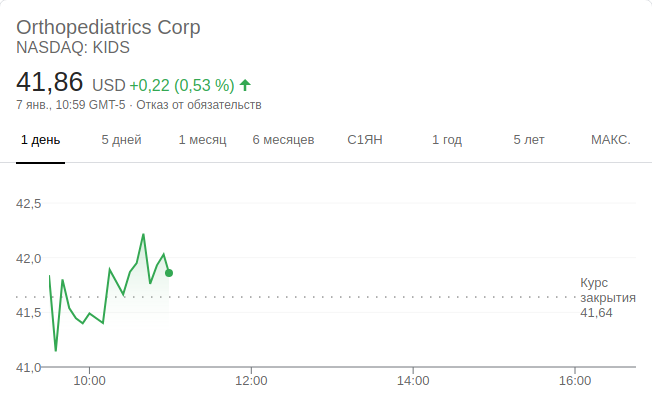 Orthopediatrics Corp
NASDAQ: KIDS
41,86 USD +0,22 (0,53 %)
7 янв., 10:59 GMT-5 · Отказ от обязательств
1 день 5 дней 1 месяц 6 месяцев С1ЯН 1 год 5 лет МАКС.
42,5
42,0
Курс
закрытия
41,64
41,5
41,0
10:00 12:00 14:00 16:00